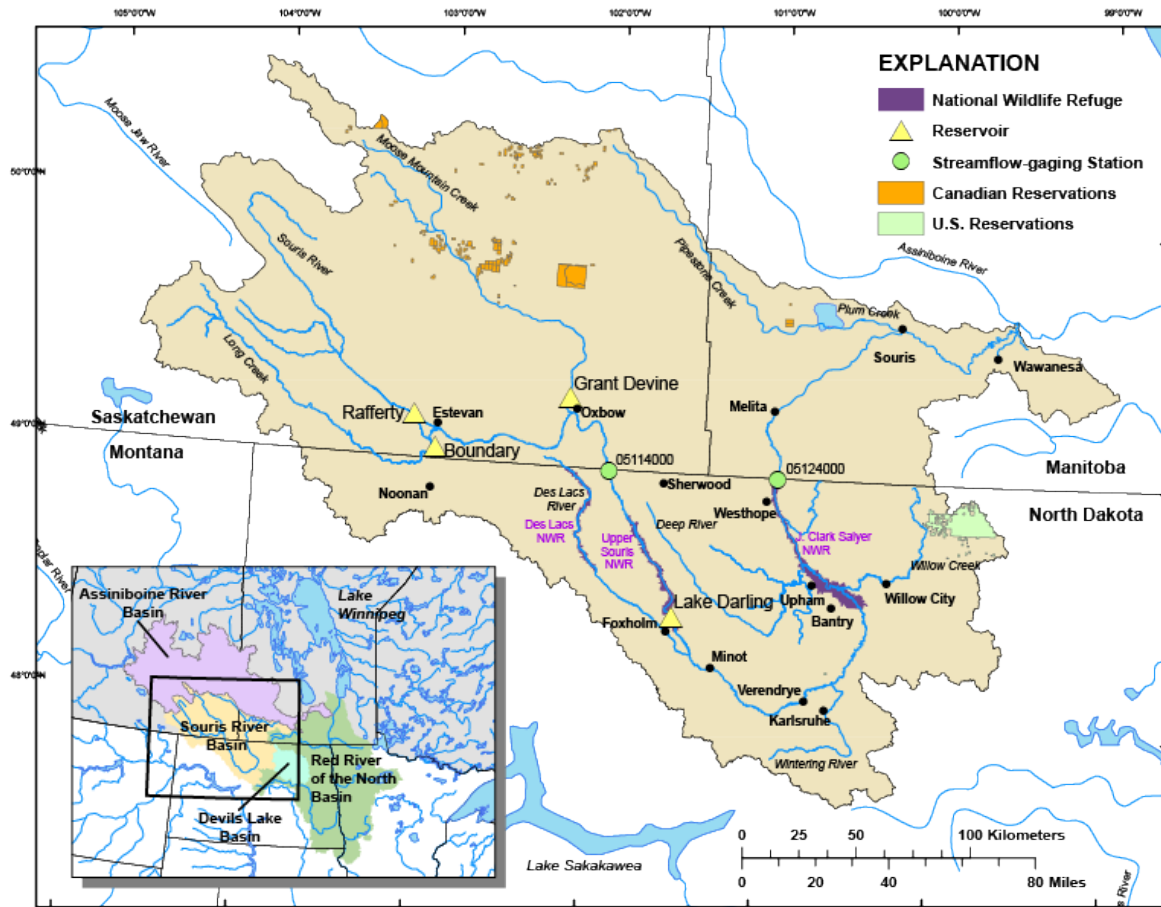 105°0'0"W
104°0'0"W
103°0'0"W
102°0'0"W
101°0'0"W
100°0'0"W
99°0'0"W
EXPLANATION
National Wildlife Refuge
Reservoir
Streamflow-gaging Station
Canadian Reservations
U.S. Reservations
50°0'0"N
49°0'0"N
48°0'0"N
Moose Jaw River
Moose Mountain Creek
Souris River
Long Creek
Pipestone Creek
Assiniboine River
Plum Creek
Souris
Wawanesa
Melita
Grant Devine
Oxbow
Rafferty
Estevan
Boundary
Saskatchewan
Montana
Manitoba
North Dakota
05114000
05124000
Noonan
Sherwood
Westhope
Des Lacs
River
Deep River
Des Lacs
NWR
Upper
Souris
NWR
J. Clark Salyer
NWR
Willow Creek
Willow City
Upham
Bantry
Lake Darling
Foxholm
Minot
Verendrye
Karlsruhe
Wintering River
Lake Sakakawea
Assiniboine River
Basin
Lake
Winnipeg
Souris River
Basin
Red River
of the North
Basin
Devils Lake
Basin
0 25 50 100 Kilometers
0 20 40 80 Miles
River